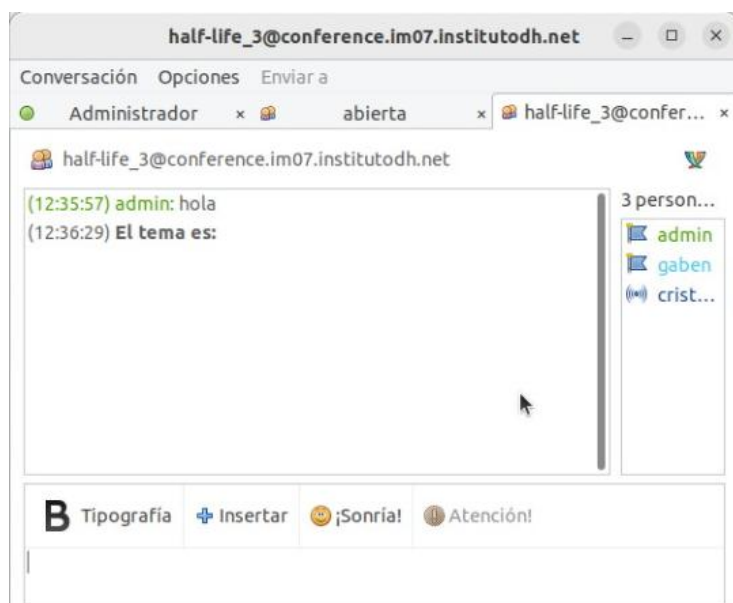 half-life_3@conference.im07.institutodh.net
Conversación Opciones Enviar a
Administrador × abierta × half-life_3@confer... ×
half-life_3@conference.im07.institutodh.net
(12:35:57) admin: hola
(12:36:29) El tema es:
3 person...
admin
gaben
crist...
B Tipografía Insertar ¡Sonría! Atención!